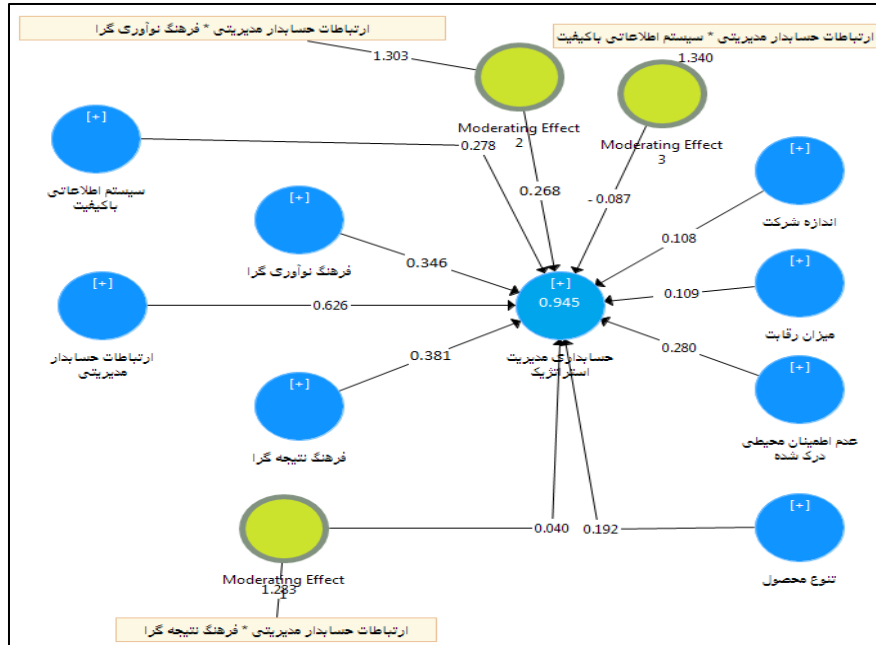 ارتباطات حسابدار مدیریتی * فرهنگ نوآوری گرا
ارتباطات حسابدار مدیریتی * سیستم اطلاعاتی باکیفیت
1.303
1.340
[+]
سیستم اطلاعاتی
باکیفیت
0.278
Moderating Effect
2
0.268
Moderating Effect
3
- 0.087
[+]
اندازه شرکت
0.108
[+]
فرهنگ نوآوری گرا
0.346
[+]
میزان رقابت
0.109
[+]
ارتباطات حسابدار
مدیریتی
0.626
[+]
0.945
حسابداری مدیریت
استراتژیک
0.280
[+]
عدم اطمینان محیطی
درک شده
[+]
فرهنگ نتیجه گرا
0.381
0.040
0.192
[+]
تنوع محصول
Moderating Effect
1
1.283
ارتباطات حسابدار مدیریتی * فرهنگ نتیجه گرا